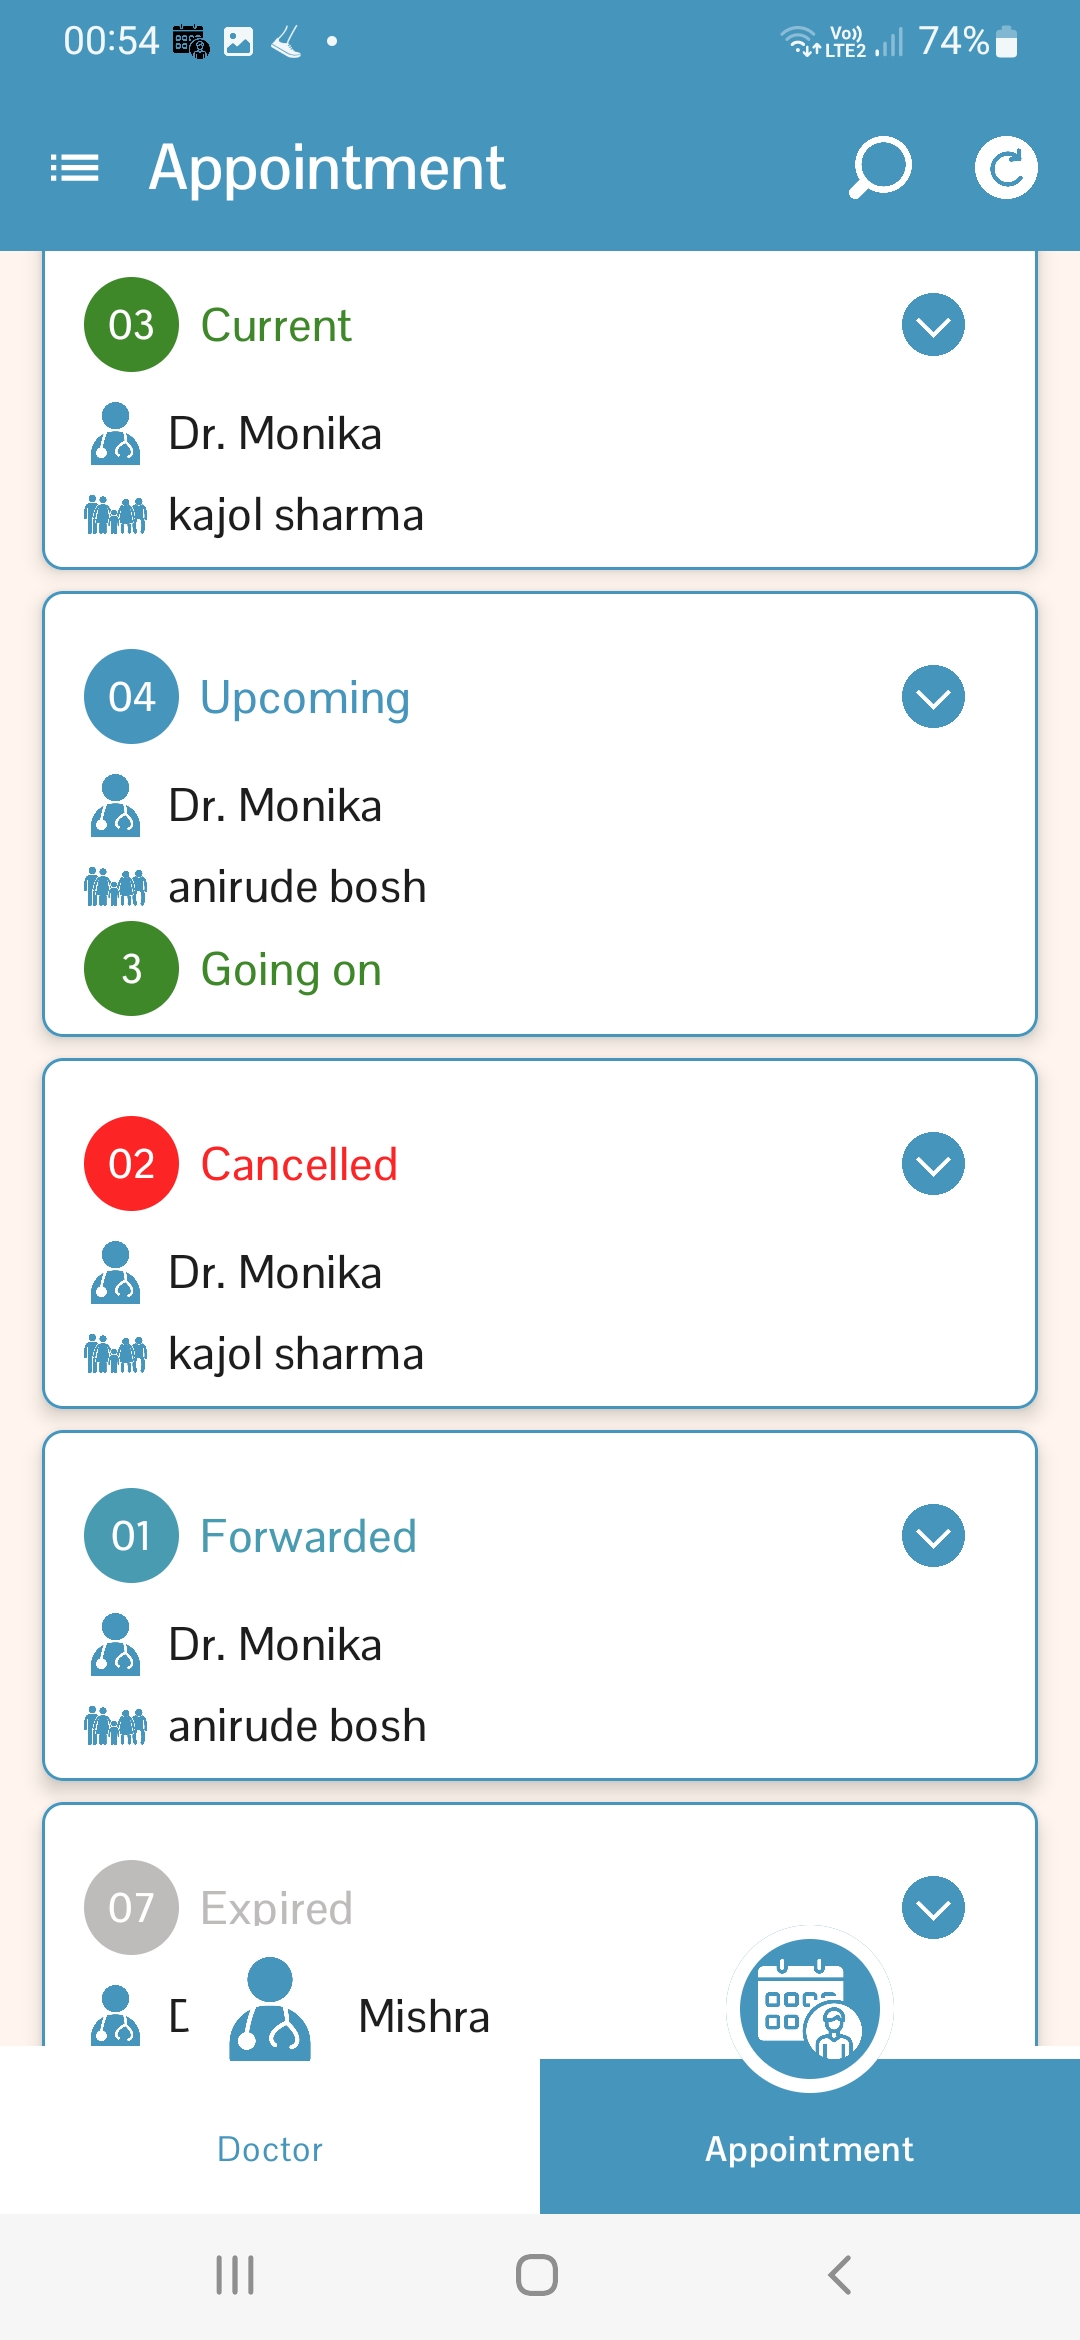 00:54 Vo)) LTE2 74%
Appointment
03 Current
Dr. Monika
kajol sharma
04 Upcoming
Dr. Monika
anirude bosh
3 Going on
02 Cancelled
Dr. Monika
kajol sharma
01 Forwarded
Dr. Monika
anirude bosh
07 Expired
Mishra
Doctor Appointment